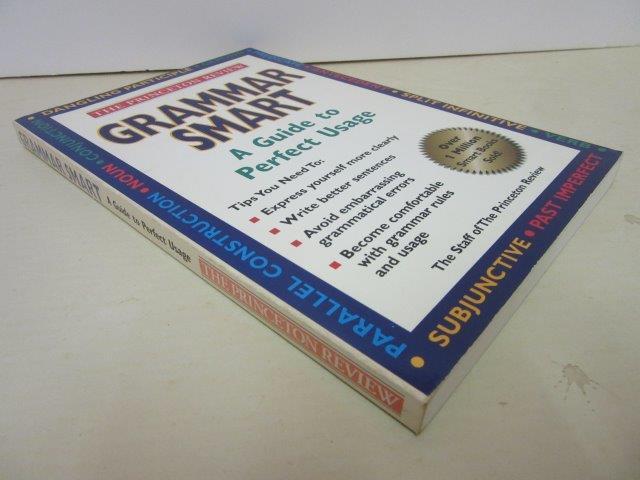 DANGLING PARTICIPLE
SPLIT INFINITIVE • VERB •
THE PRINCETON REVIEW
GRAMMAR
SMART
A Guide to
Perfect Usage
Over
1 Million
Smart Books
Sold!
Tips You Need To:
Express yourself more clearly
Write better sentences
Avoid embarrassing
grammatical errors
Become comfortable
with grammar rules
and usage
The Staff of The Princeton Review
PARALLEL CONSTRUCTION • NOUN • CONJUNCTION
• SUBJUNCTIVE • PAST IMPERFECT
GRAMMAR SMART A Guide to Perfect Usage THE PRINCETON REVIEW